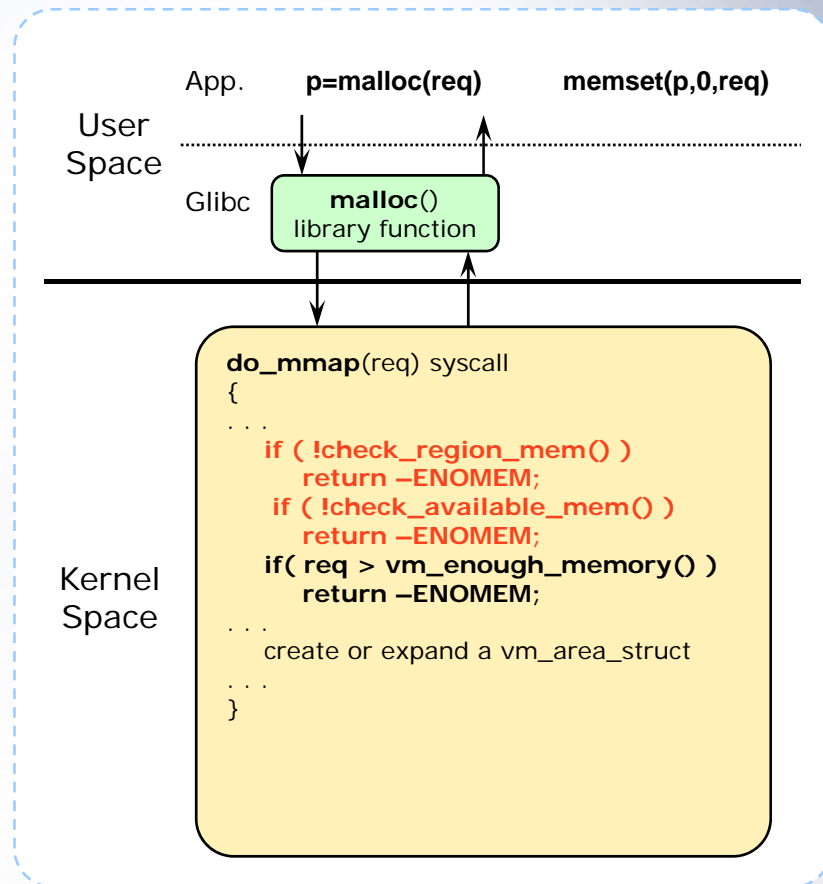 App. p=malloc(req) memset(p,0,req)
User
Space
Glibc malloc()
library function
do_mmap(req) syscall
{
. . .
if ( !check_region_mem() )
return –ENOMEM;
if ( !check_available_mem() )
return –ENOMEM;
if( req > vm_enough_memory() )
return –ENOMEM;
. . .
create or expand a vm_area_struct
. . .
}
Kernel
Space